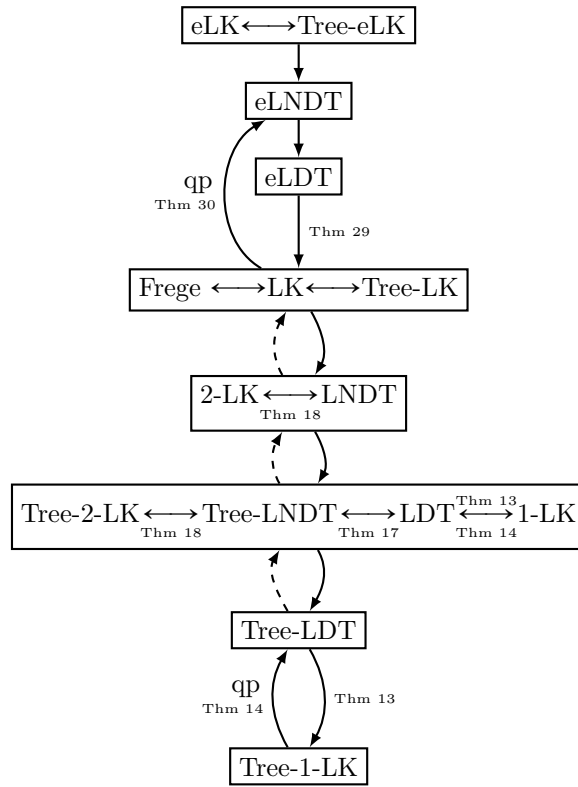 eLK ⟷ Tree-eLK
eLNDT
eLDT
qp
Thm 30
Thm 29
Frege ⟷ LK ⟷ Tree-LK
2-LK ⟷ LNDT
Thm 18
Thm 13
Tree-2-LK ⟷ Tree-LNDT ⟷ LDT ⟷ 1-LK
Thm 18 Thm 17 Thm 14
Tree-LDT
qp
Thm 14
Thm 13
Tree-1-LK